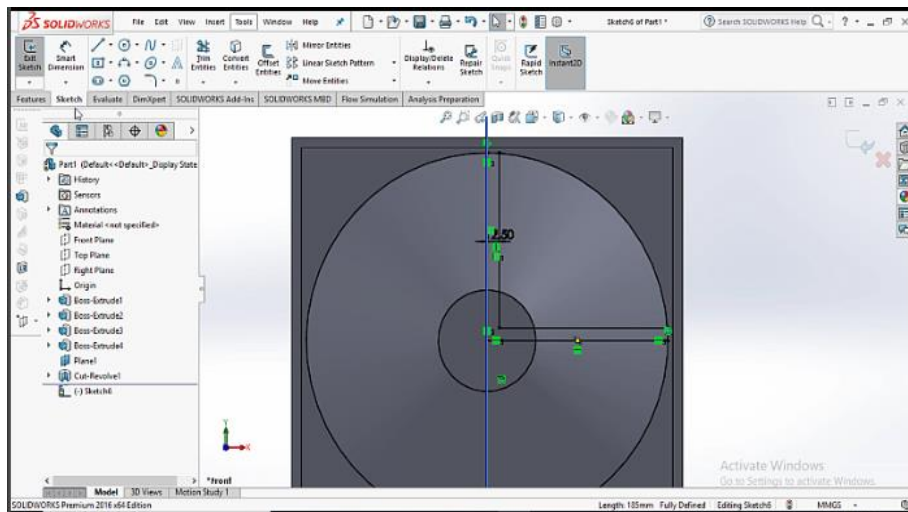 SOLIDWORKS File Edit View Insert Tools Window Help Sketch6 of Part1 * Search SOLIDWORKS Help
Exit Sketch Smart Dimension Trim Entities Convert Entities Offset Entities Mirror Entities Linear Sketch Pattern Move Entities Display/Delete Relations Repair Sketch Quick Snaps Rapid Sketch Instant2D
Features Sketch Evaluate DimXpert SOLIDWORKS Add-Ins SOLIDWORKS MBD Flow Simulation Analysis Preparation
Part1 (Default<<Default>_Display State
History
Sensors
Annotations
Material <not specified>
Front Plane
Top Plane
Right Plane
Origin
Boss-Extrude1
Boss-Extrude2
Boss-Extrude3
Boss-Extrude4
Plane1
Cut-Revolve1
(-) Sketch6
2.50
Y
X
*Front
Activate Windows
Go to Settings to activate Windows.
Model 3D Views Motion Study 1
SOLIDWORKS Premium 2016 x64 Edition Length: 185mm Fully Defined Editing Sketch6 MMGS